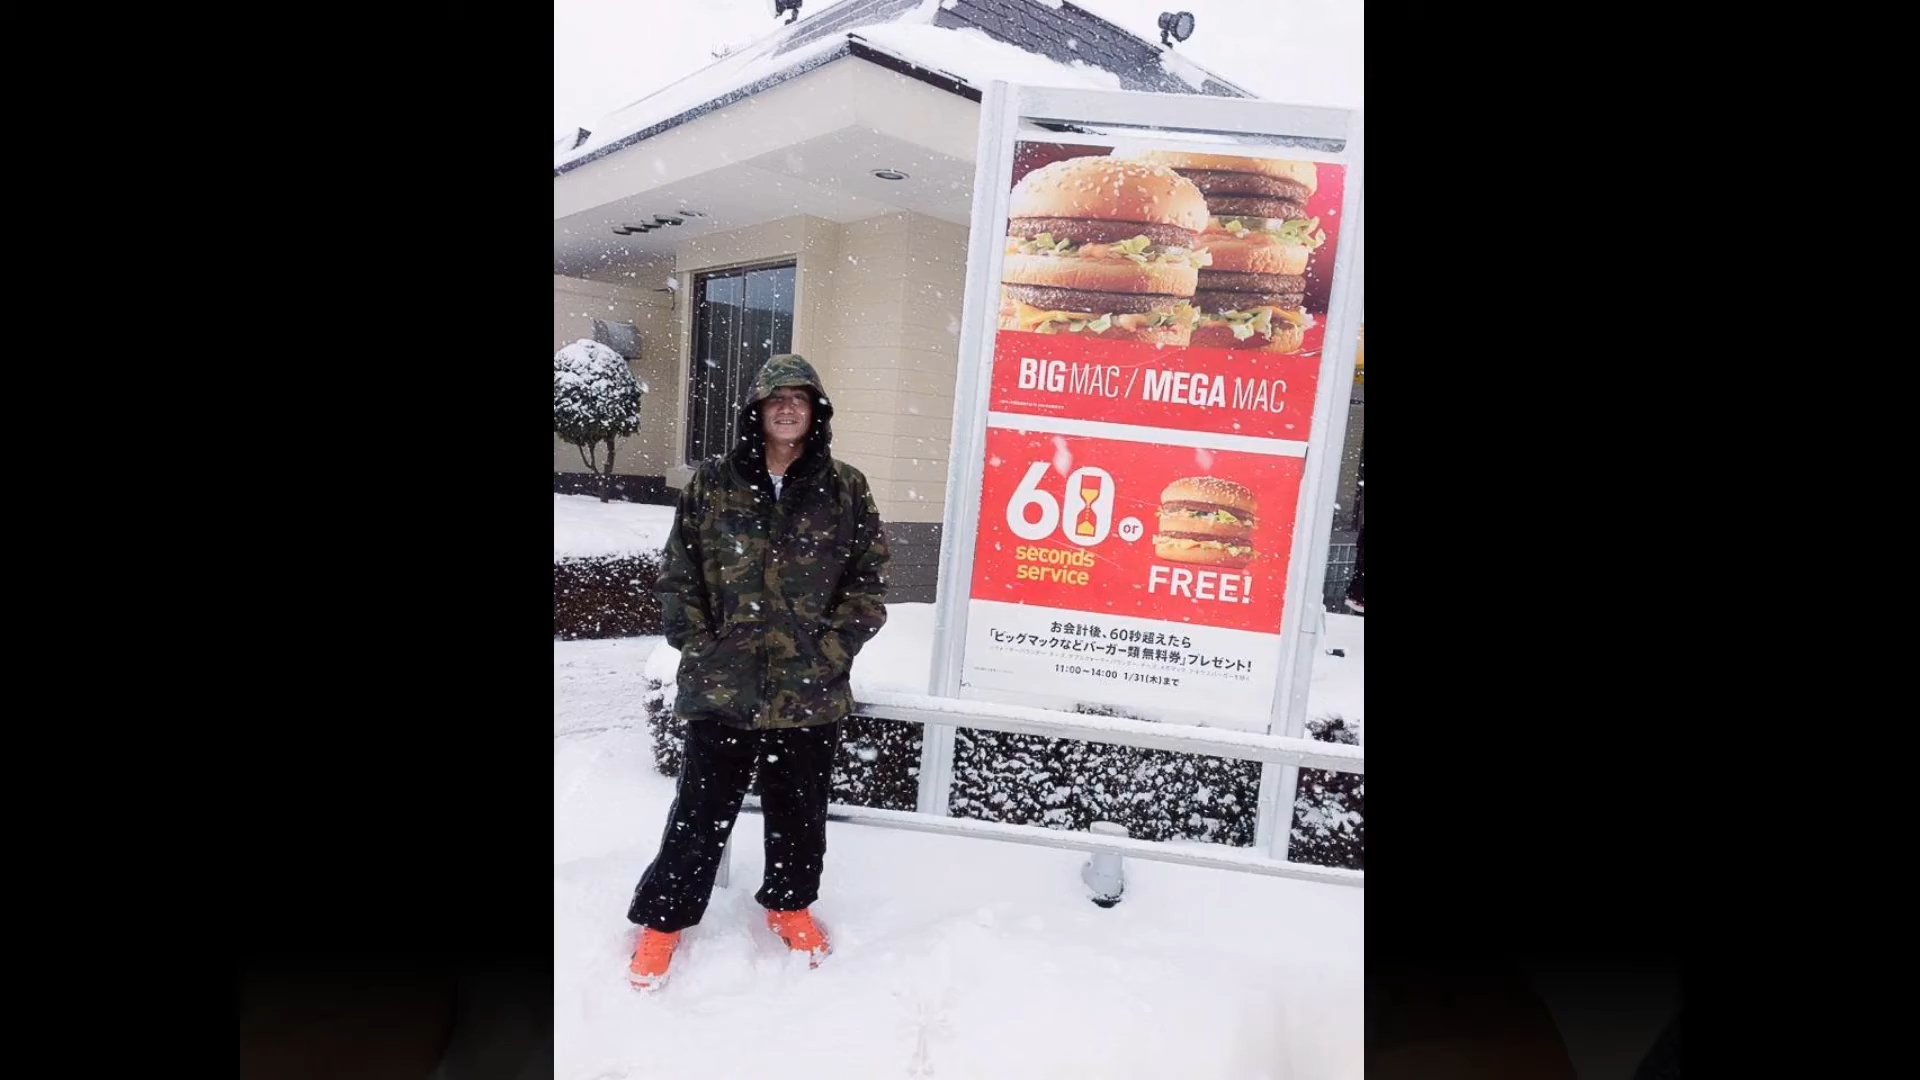 BIG MAC / MEGA MAC
60 or
seconds
service
FREE!
お会計後、60秒超えたら
「ビッグマックなどバーガー類無料券」プレゼント!
11:00〜14:00 1/31(木)まで